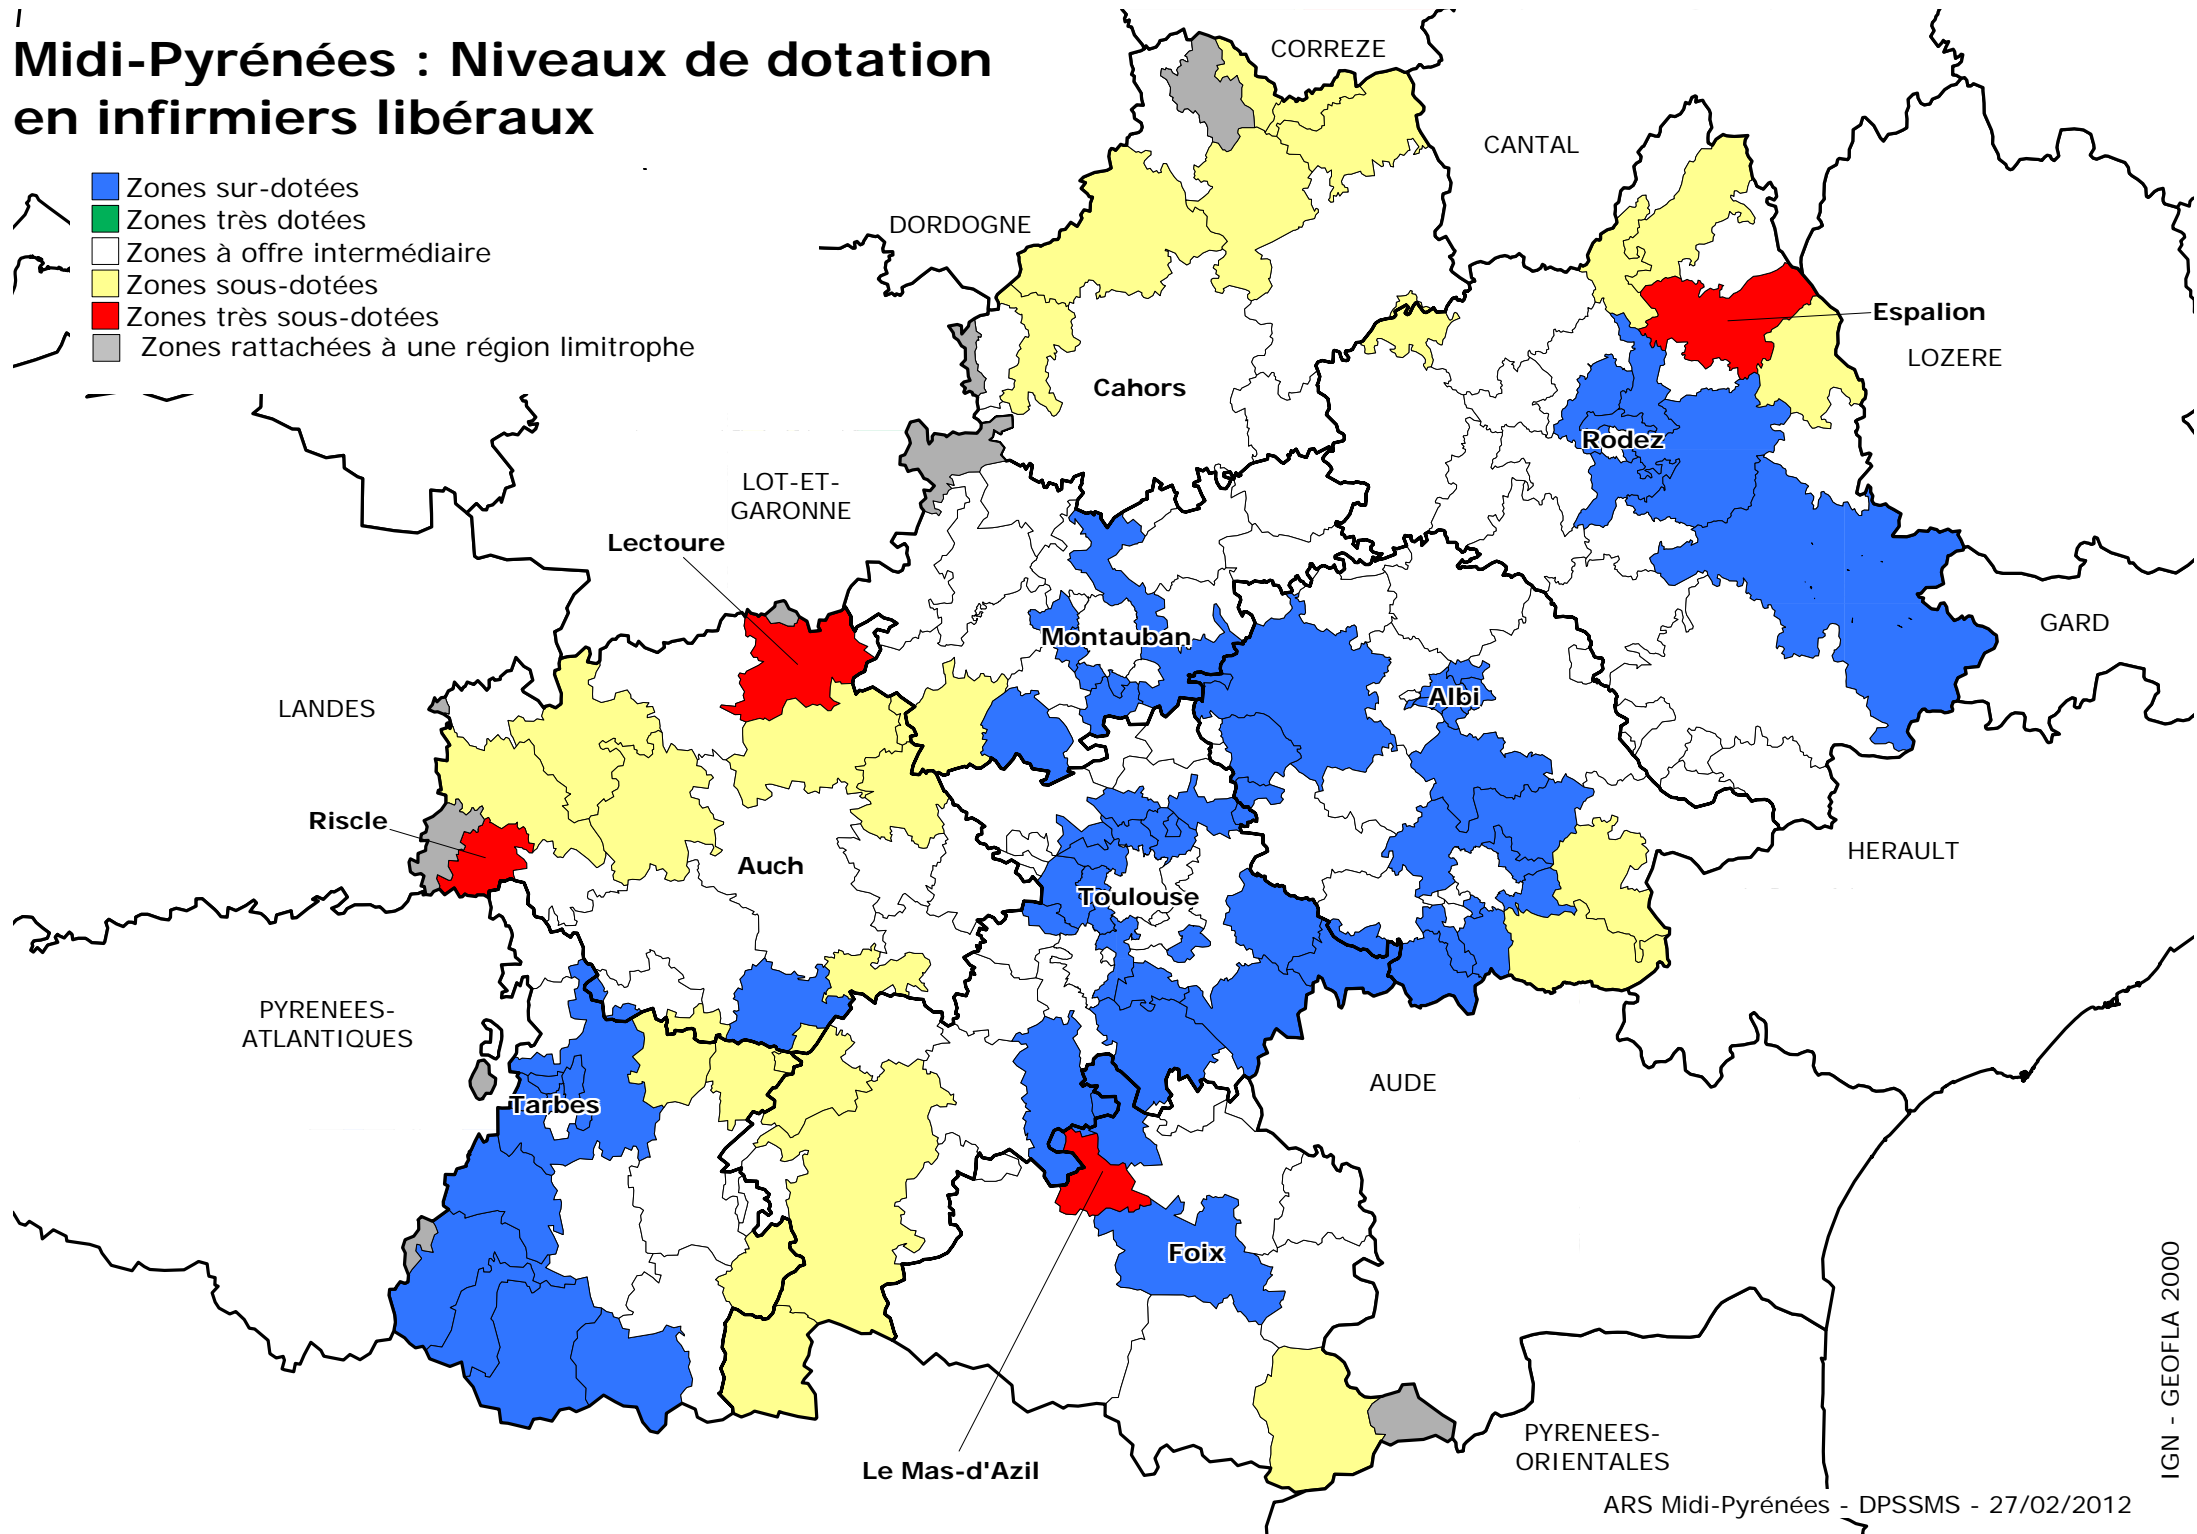 Midi-Pyrénées : Niveaux de dotation
en infirmiers libéraux
Zones sur-dotées
Zones très dotées
Zones à offre intermédiaire
Zones sous-dotées
Zones très sous-dotées
Zones rattachées à une région limitrophe
CORREZE
CANTAL
DORDOGNE
Espalion
LOZERE
Cahors
Rodez
LOT-ET-
GARONNE
Lectoure
GARD
Montauban
Albi
LANDES
Riscle
HERAULT
Auch
Toulouse
PYRENEES-
ATLANTIQUES
AUDE
Tarbes
Foix
PYRENEES-
ORIENTALES
Le Mas-d'Azil
IGN - GEOFLA 2000
ARS Midi-Pyrénées - DPSSMS - 27/02/2012